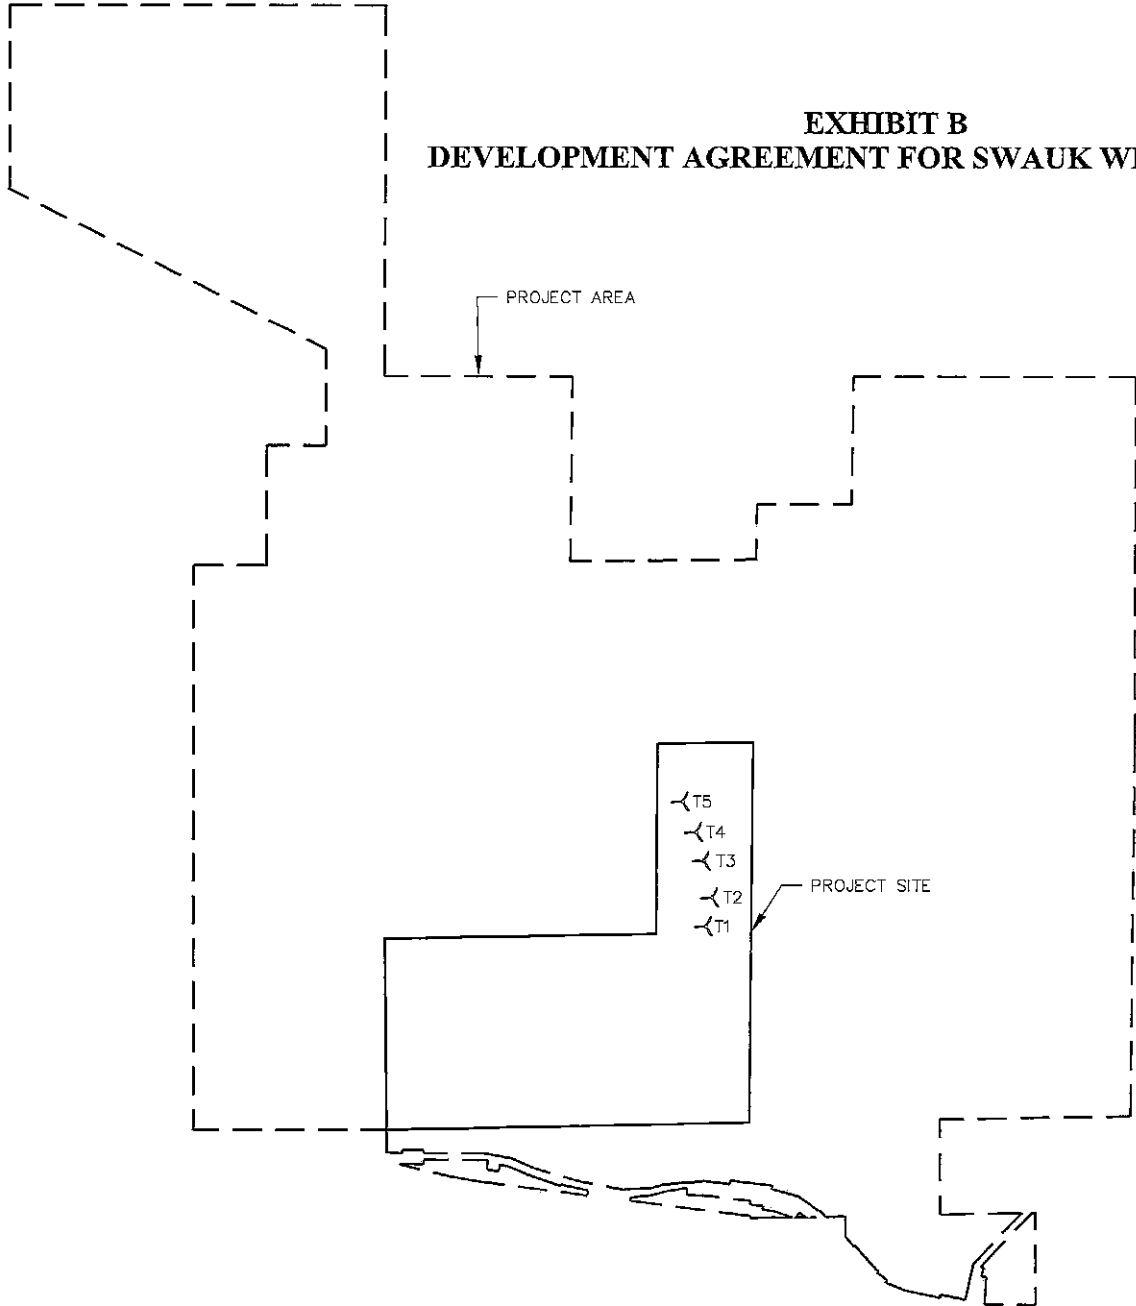 EXHIBIT B
DEVELOPMENT AGREEMENT FOR SWAUK
PROJECT AREA
T5
T4
T3
T2
PROJECT SITE
T1